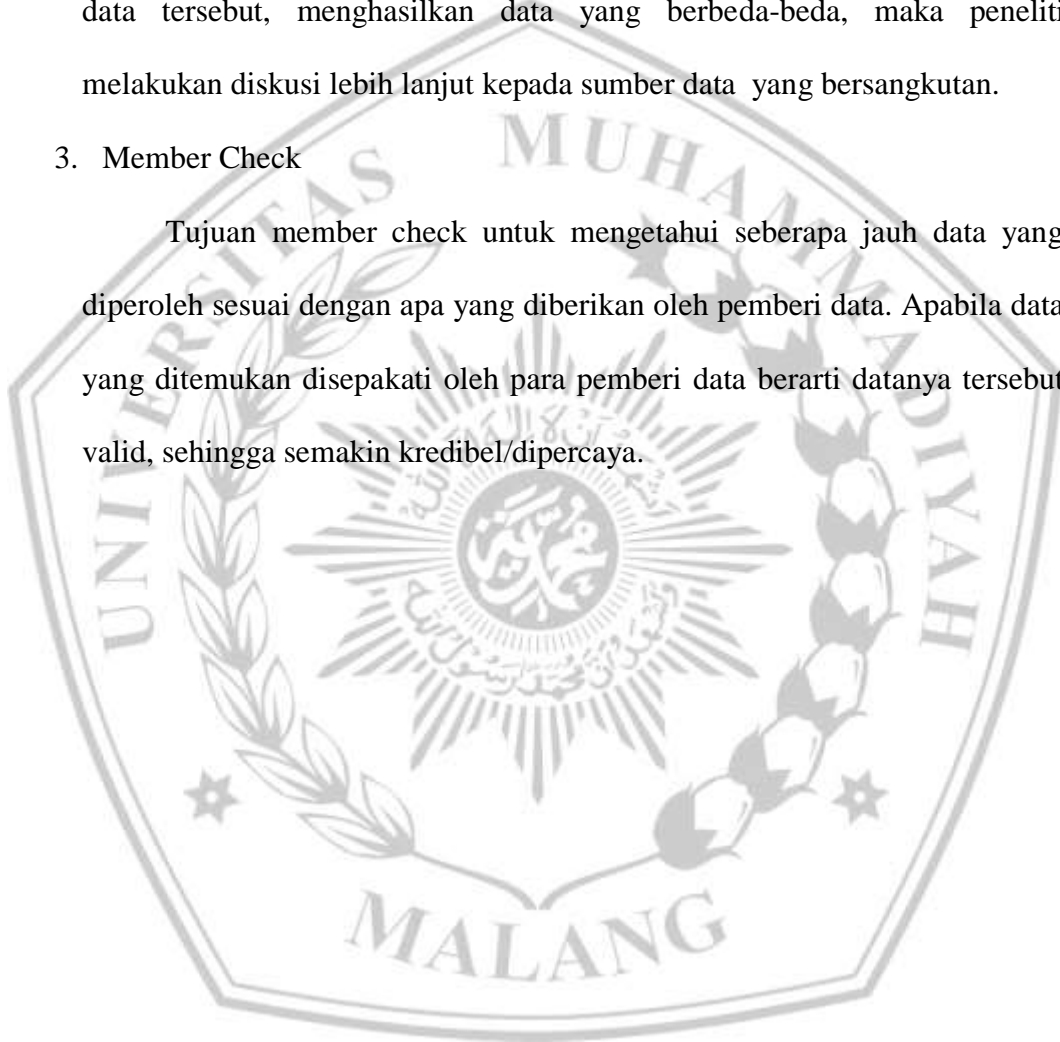 data tersebut, menghasilkan data yang berbeda-beda, maka peneliti
melakukan diskusi lebih lanjut kepada sumber data yang bersangkutan.
3. Member Check
Tujuan member check untuk mengetahui seberapa jauh data yang
diperoleh sesuai dengan apa yang diberikan oleh pemberi data. Apabila data
yang ditemukan disepakati oleh para pemberi data berarti datanya tersebut
valid, sehingga semakin kredibel/dipercaya.
UNIVERSITAS MUHAMMADIYAH
MALANG